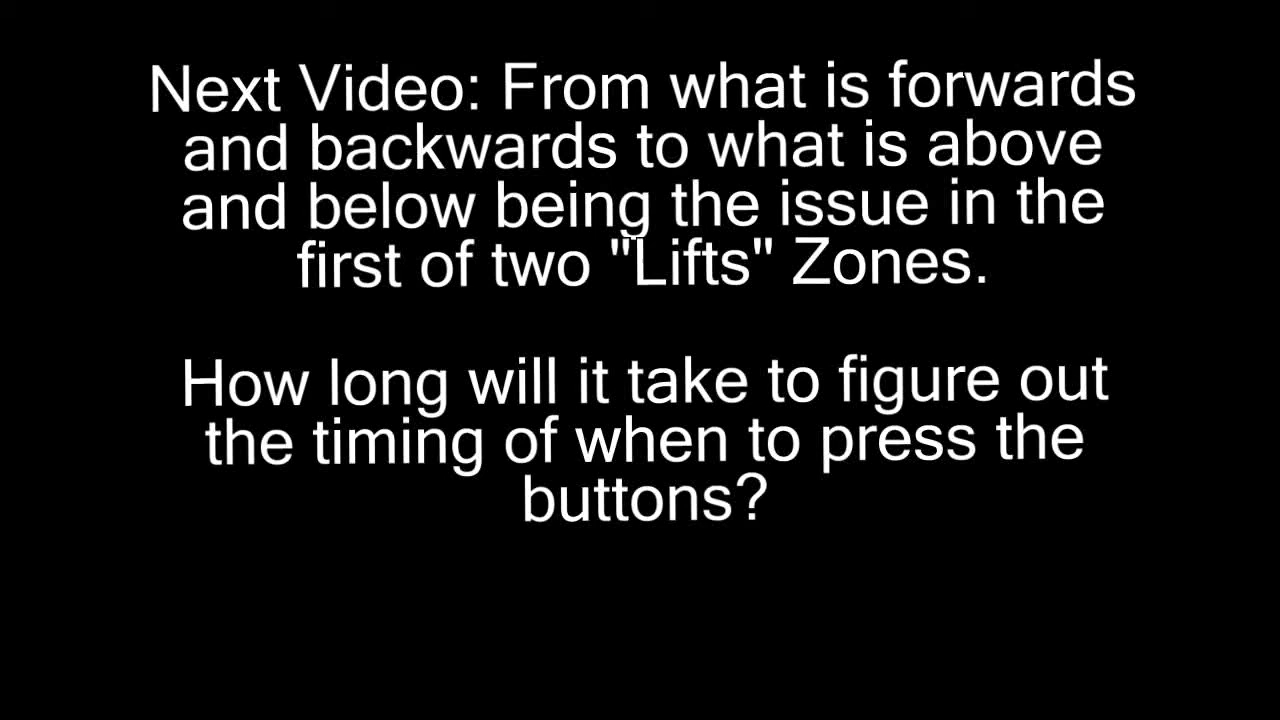 Next Video: From what is forwards
and backwards to what is above
and below being the issue in the
first of two "Lifts" Zones.
How long will it take to figure out
the timing of when to press the
buttons?